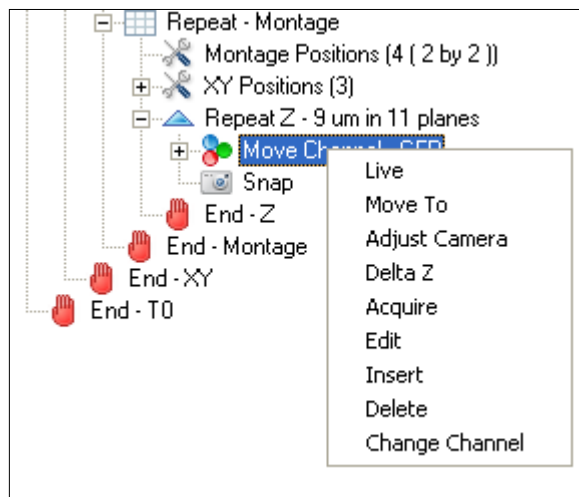 Repeat - Montage
Montage Positions (4 ( 2 by 2 ))
XY Positions (3)
Repeat Z - 9 um in 11 planes
Move Channel - GFP
Snap
End - Z
End - Montage
End - XY
End - T0
Live
Move To
Adjust Camera
Delta Z
Acquire
Edit
Insert
Delete
Change Channel